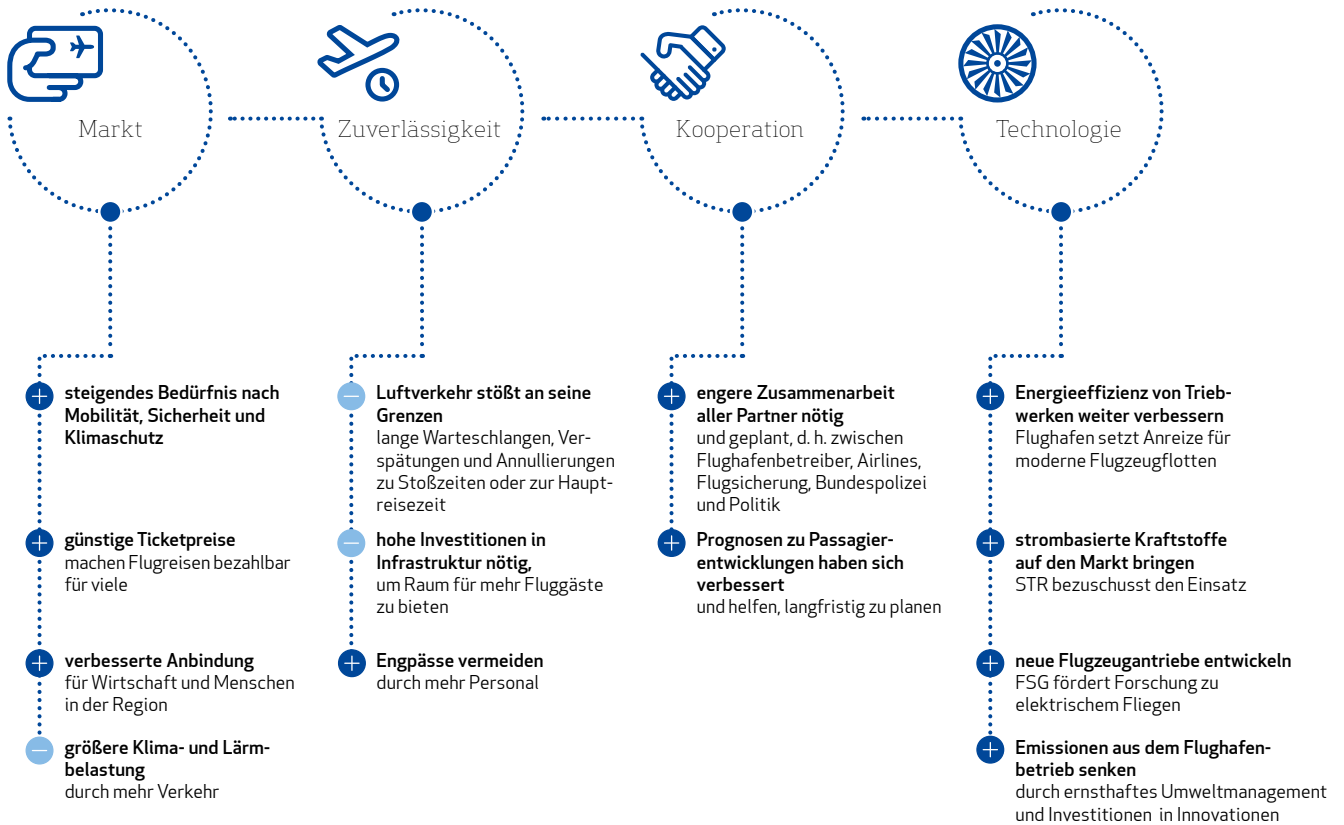 Markt
Zuverlässigkeit
Kooperation
Technologie
steigendes Bedürfnis nach
Mobilität, Sicherheit und
Klimaschutz
günstige Ticketpreise
machen Flugreisen bezahlbar
für viele
verbesserte Anbindung
für Wirtschaft und Menschen
in der Region
größere Klima- und Lärm-
belastung
durch mehr Verkehr
Luftverkehr stößt an seine
Grenzen
lange Warteschlangen, Ver-
spätungen und Annullierungen
zu Stoßzeiten oder zur Haupt-
reisezeit
hohe Investitionen in
Infrastruktur nötig,
um Raum für mehr Fluggäste
zu bieten
Engpässe vermeiden
durch mehr Personal
engere Zusammenarbeit
aller Partner nötig
und geplant, d. h. zwischen
Flughafenbetreiber, Airlines,
Flugsicherung, Bundespolizei
und Politik
Prognosen zu Passagier-
entwicklungen haben sich
verbessert
und helfen, langfristig zu planen
Energieeffizienz von Trieb-
werken weiter verbessern
Flughafen setzt Anreize für
moderne Flugzeugflotten
strombasierte Kraftstoffe
auf den Markt bringen
STR bezuschusst den Einsatz
neue Flugzeugantriebe entwickeln
FSG fördert Forschung zu
elektrischem Fliegen
Emissionen aus dem Flughafen-
betrieb senken
durch ernsthaftes Umweltmanagement
und Investitionen in Innovationen